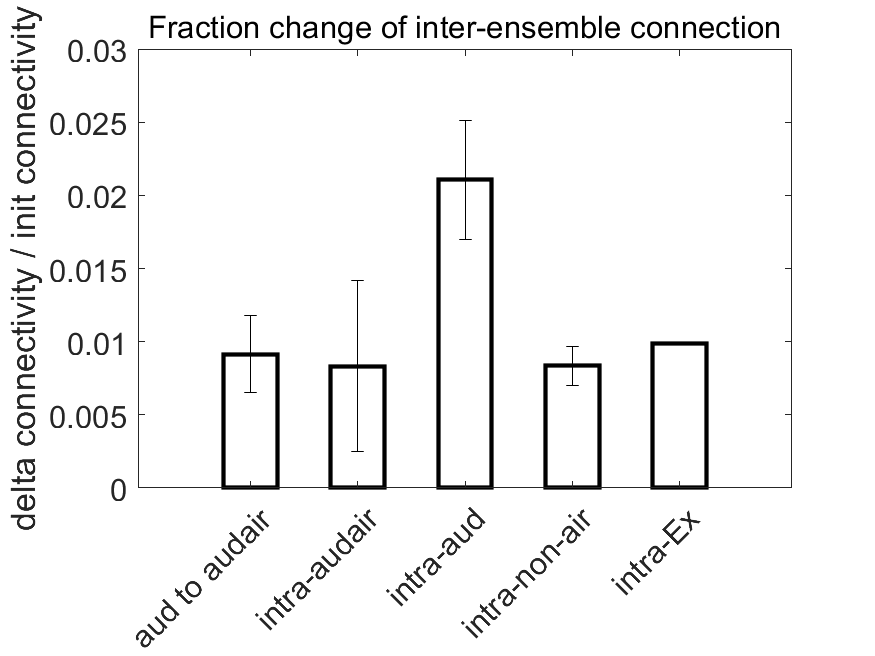 Fraction change of inter-ensemble connection
delta connectivity / init connectivity
0.03
0.025
0.02
0.015
0.01
0.005
0
aud to audair
intra-audair
intra-aud
intra-non-air
intra-Ex